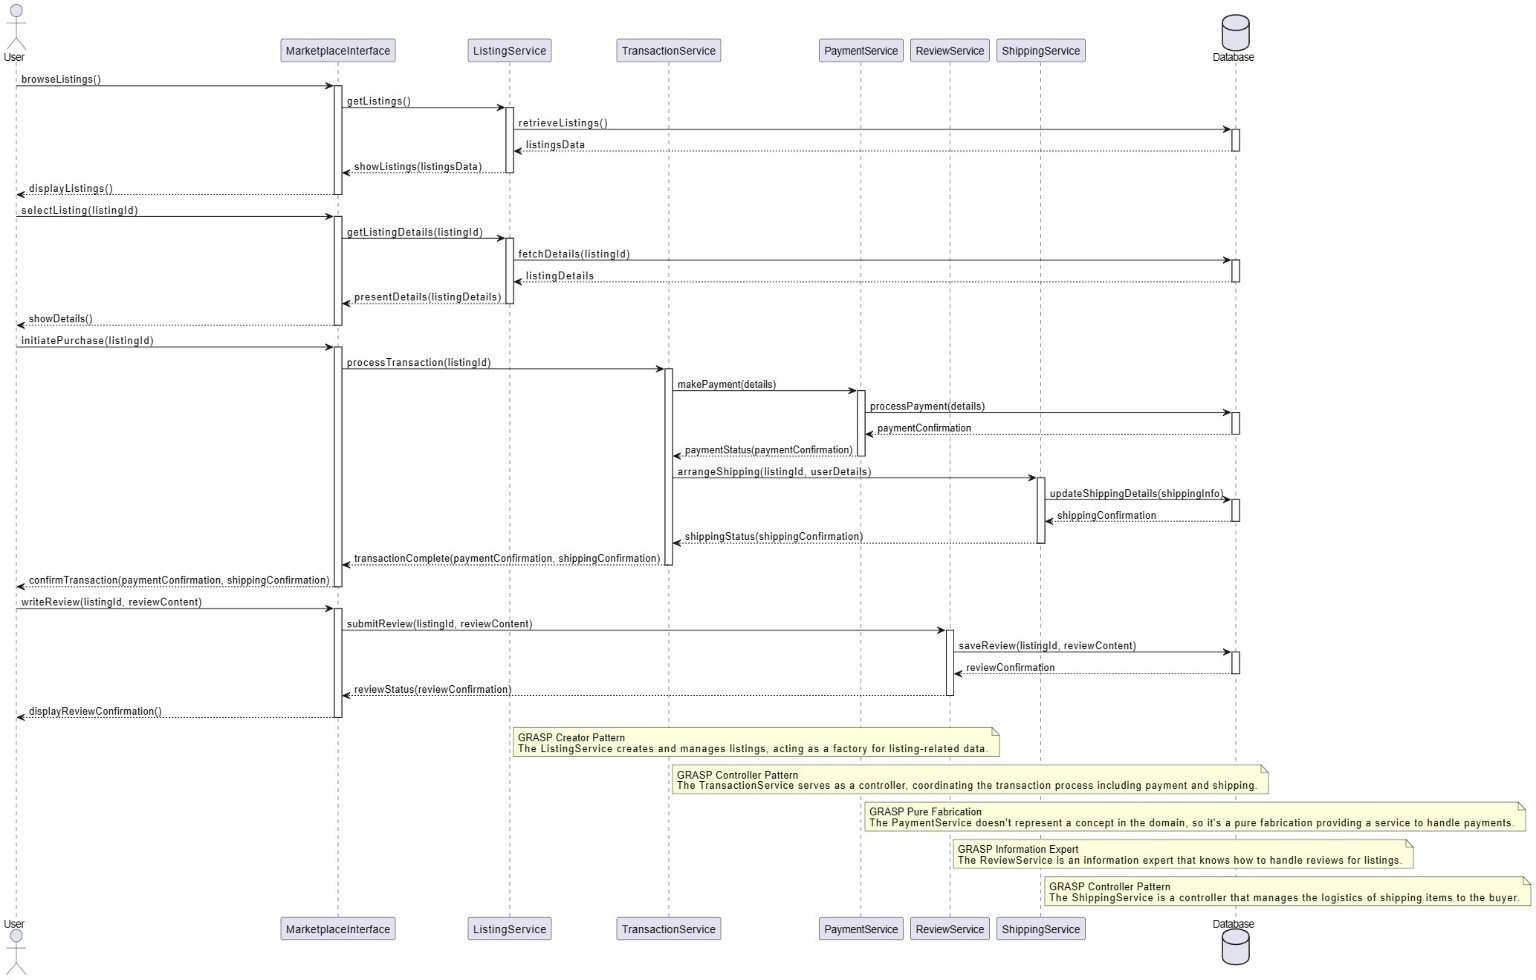 User
MarketplaceInterface
ListingService
TransactionService
PaymentService
ReviewService
ShippingService
Database
browseListings()
getListings()
retrieveListings()
listingsData
showListings(listingsData)
displayListings()
selectListing(listingId)
getListingDetails(listingId)
fetchDetails(listingId)
listingDetails
presentDetails(listingDetails)
showDetails()
initiatePurchase(listingId)
processTransaction(listingId)
makePayment(details)
processPayment(details)
paymentConfirmation
paymentStatus(paymentConfirmation)
arrangeShipping(listingId, userDetails)
updateShippingDetails(shippingInfo)
shippingConfirmation
shippingStatus(shippingConfirmation)
transactionComplete(paymentConfirmation, shippingConfirmation)
confirmTransaction(paymentConfirmation, shippingConfirmation)
writeReview(listingId, reviewContent)
submitReview(listingId, reviewContent)
saveReview(listingId, reviewContent)
reviewConfirmation
reviewStatus(reviewConfirmation)
displayReviewConfirmation()
GRASP Creator Pattern
The ListingService creates and manages listings, acting as a factory for listing-related data.
GRASP Controller Pattern
The TransactionService serves as a controller, coordinating the transaction process including payment and shipping.
GRASP Pure Fabrication
The PaymentService doesn't represent a concept in the domain, so it's a pure fabrication providing a service to handle payments.
GRASP Information Expert
The ReviewService is an information expert that knows how to handle reviews for listings.
GRASP Controller Pattern
The ShippingService is a controller that manages the logistics of shipping items to the buyer.
User
MarketplaceInterface
ListingService
TransactionService
PaymentService
ReviewService
ShippingService
Database